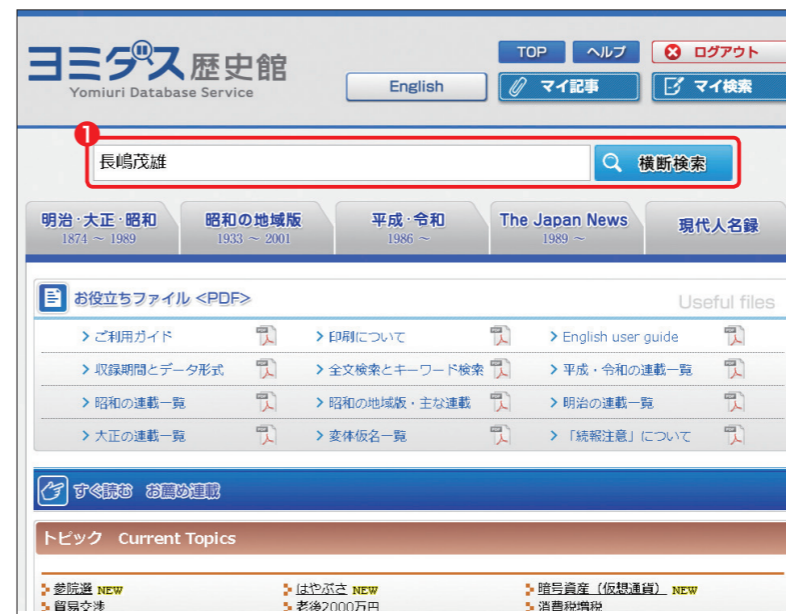 ヨミダス歴史館
Yomiuri Database Service
English
TOP ヘルプ ログアウト
マイ記事 マイ検索
1
長嶋茂雄 横断検索
明治・大正・昭和 昭和の地域版 平成・令和 The Japan News 現代人名録
1874 ～ 1989 1933 ～ 2001 1986 ～ 1989 ～
お役立ちファイル <PDF>
Useful files
ご利用ガイド 印刷について English user guide
収録期間とデータ形式 全文検索とキーワード検索 平成・令和の連載一覧
昭和の連載一覧 昭和の地域版・主な連載 明治の連載一覧
大正の連載一覧 変体仮名一覧 「続報注意」について
すぐ読む お薦め連載
トピック Current Topics
参院選 NEW はやぶさ NEW 暗号資産（仮想通貨） NEW
貿易交渉 老後2000万円 消費税増税